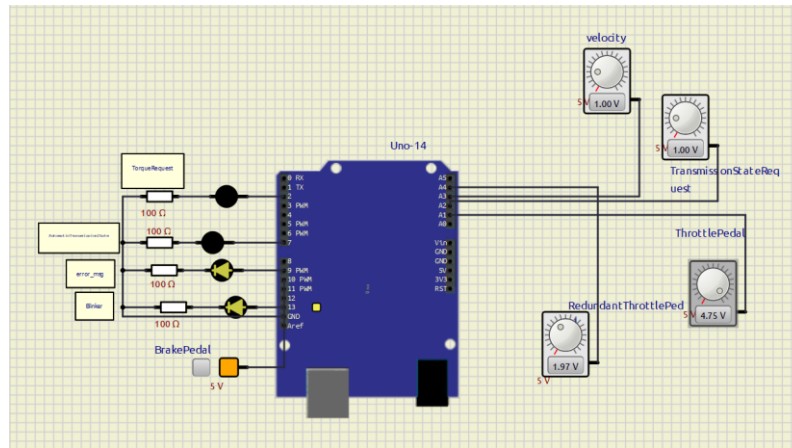 velocity
5 V
1.00 V
Uno-14
5 V
1.00 V
TransmissionStateReq
uest
TorqueRequest
100 Ω
100 Ω
error_msg
100 Ω
Blinker
100 Ω
0 RX
1 TX
2
3 PWM
4
5 PWM
6 PWM
7
8
9 PWM
10 PWM
11 PWM
12
13
GND
Aref
A5
A4
A3
A2
A1
A0
Vin
GND
GND
5V
3V3
RST
ThrottlePedal
5 V
4.75 V
RedundantThrottlePed
5 V
1.97 V
BrakePedal
5 V